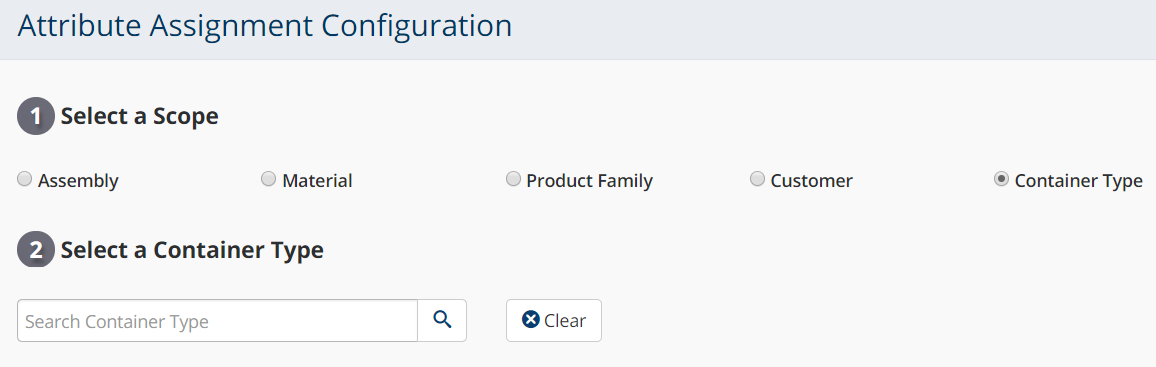 Attribute Assignment Configuration
1 Select a Scope
Assembly Material Product Family Customer Container Type
2 Select a Container Type
Search Container Type Clear